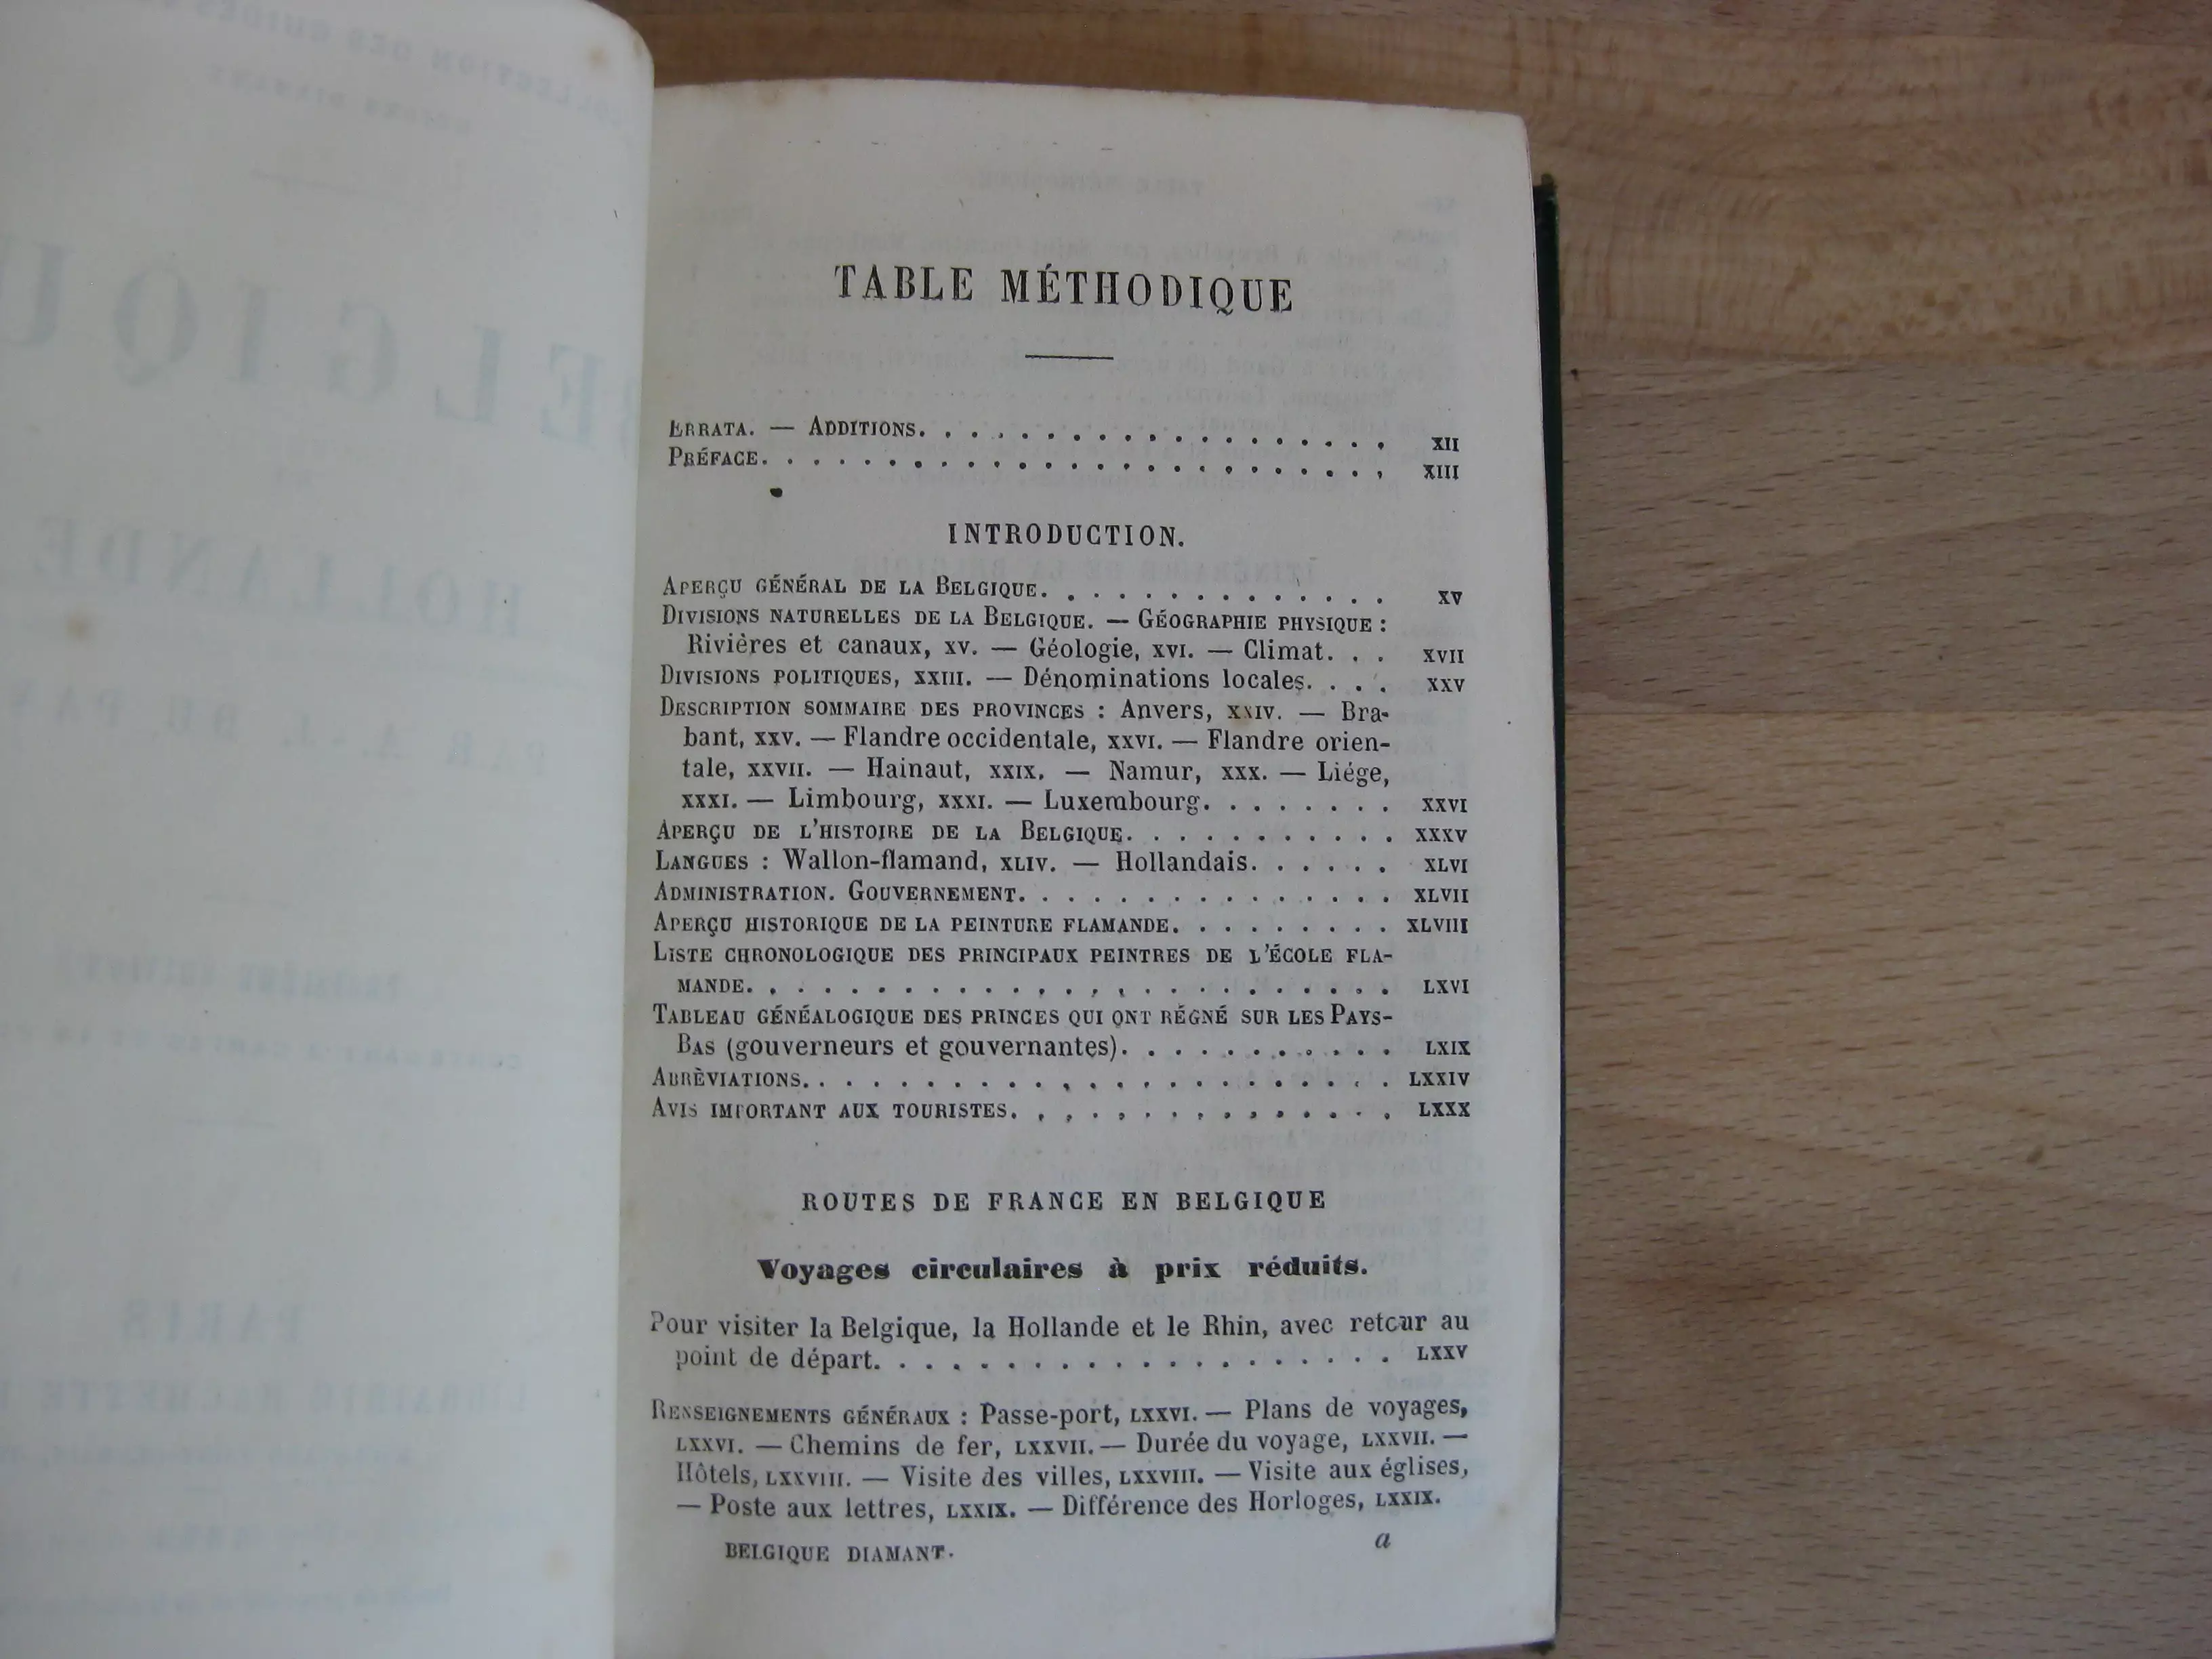 TABLE MÉTHODIQUE
ERRATA. — ADDITIONS. . . . . . . . . . . . . . . . . . . XII
PRÉFACE. . . . . . . . . . . . . . . . . . . . . . . . . XIII
INTRODUCTION.
APERÇU GÉNÉRAL DE LA BELGIQUE. . . . . . . . . . . . . . XV
DIVISIONS NATURELLES DE LA BELGIQUE. — GÉOGRAPHIE PHYSIQUE :
Rivières et canaux, XV. — Géologie, XVI. — Climat. . . XVII
DIVISIONS POLITIQUES, XXIII. — Dénominations locales. . . . XXV
DESCRIPTION SOMMAIRE DES PROVINCES : Anvers, XXIV. — Bra-
bant, XXV. — Flandre occidentale, XXVI. — Flandre orien-
tale, XXVII. — Hainaut, XXIX. — Namur, XXX. — Liége,
XXXI. — Limbourg, XXXI. — Luxembourg. . . . . . . . XXVI
APERÇU DE L'HISTOIRE DE LA BELGIQUE. . . . . . . . . . . XXXV
LANGUES : Wallon-flamand, XLIV. — Hollandais. . . . . . XLVI
ADMINISTRATION. GOUVERNEMENT. . . . . . . . . . . . . . . XLVII
APERÇU HISTORIQUE DE LA PEINTURE FLAMANDE. . . . . . . . . XLVIII
LISTE CHRONOLOGIQUE DES PRINCIPAUX PEINTRES DE L'ÉCOLE FLA-
MANDE. . . . . . . . . . . . . . . . . . . . . . . . . LXVI
TABLEAU GÉNÉALOGIQUE DES PRINCES QUI ONT RÉGNÉ SUR LES PAYS-
BAS (gouverneurs et gouvernantes). . . . . . . . . . . LXIX
ABRÈVIATIONS. . . . . . . . . . . . . . . . . . . . . . . LXXIV
AVIS IMPORTANT AUX TOURISTES. . . . . . . . . . . . . . . LXXX
ROUTES DE FRANCE EN BELGIQUE
Voyages circulaires à prix réduits.
Pour visiter la Belgique, la Hollande et le Rhin, avec retour au
point de départ. . . . . . . . . . . . . . . . . . . . LXXV
RENSEIGNEMENTS GÉNÉRAUX : Passe-port, LXXVI. — Plans de voyages,
LXXVI. — Chemins de fer, LXXVII. — Durée du voyage, LXXVII. —
Hôtels, LXXVIII. — Visite des villes, LXXVIII. — Visite aux églises,
— Poste aux lettres, LXXIX. — Différence des Horloges, LXXIX.
BELGIQUE DIAMANT. a